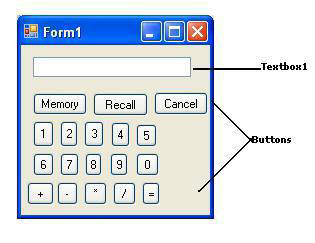 Form1
Textbox1
Memory Recall Cancel
1 2 3 4 5
Buttons
6 7 8 9 0
+ - * / =